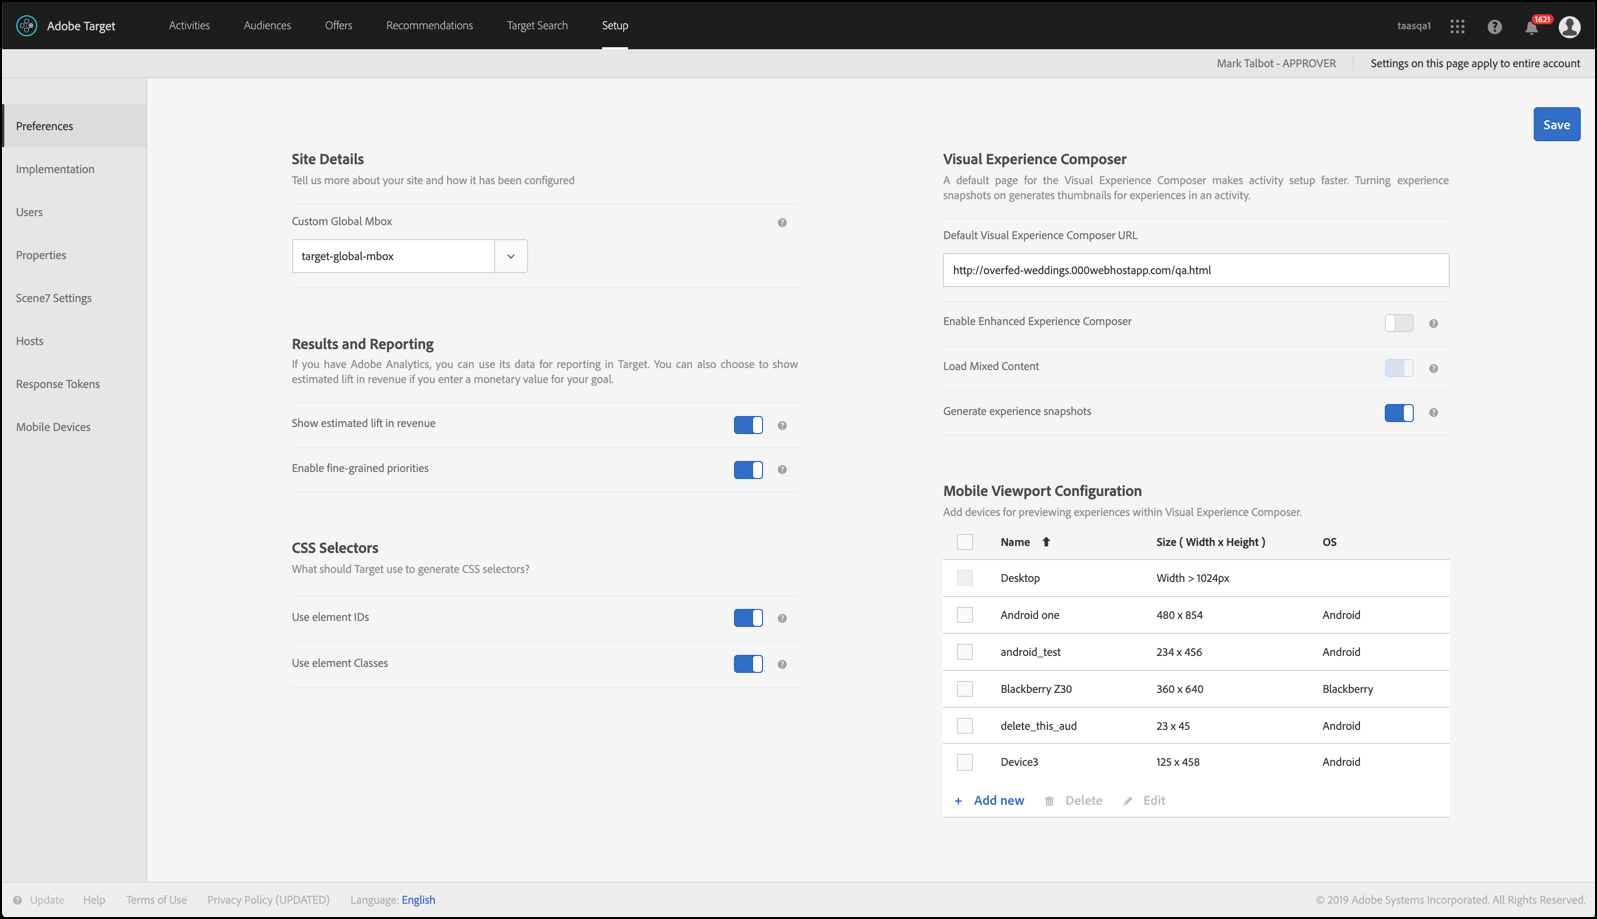 Adobe Target
Activities
Audiences
Offers
Recommendations
Target Search
Setup
taasqa1
1621
Mark Talbot - APPROVER
Settings on this page apply to entire account
Preferences
Implementation
Users
Properties
Scene7 Settings
Hosts
Response Tokens
Mobile Devices
Save
Site Details
Tell us more about your site and how it has been configured
Custom Global Mbox
target-global-mbox
Results and Reporting
If you have Adobe Analytics, you can use its data for reporting in Target. You can also choose to show
estimated lift in revenue if you enter a monetary value for your goal.
Show estimated lift in revenue
Enable fine-grained priorities
CSS Selectors
What should Target use to generate CSS selectors?
Use element IDs
Use element Classes
Visual Experience Composer
A default page for the Visual Experience Composer makes activity setup faster. Turning experience
snapshots on generates thumbnails for experiences in an activity.
Default Visual Experience Composer URL
http://overfed-weddings.000webhostapp.com/qa.html
Enable Enhanced Experience Composer
Load Mixed Content
Generate experience snapshots
Mobile Viewport Configuration
Add devices for previewing experiences within Visual Experience Composer.
Name Size ( Width x Height ) OS
Desktop Width > 1024px
Android one 480 x 854 Android
android_test 234 x 456 Android
Blackberry Z30 360 x 640 Blackberry
delete_this_aud 23 x 45 Android
Device3 125 x 458 Android
+ Add new Delete Edit
Update
Help
Terms of Use
Privacy Policy (UPDATED)
Language: English
© 2019 Adobe Systems Incorporated. All Rights Reserved.